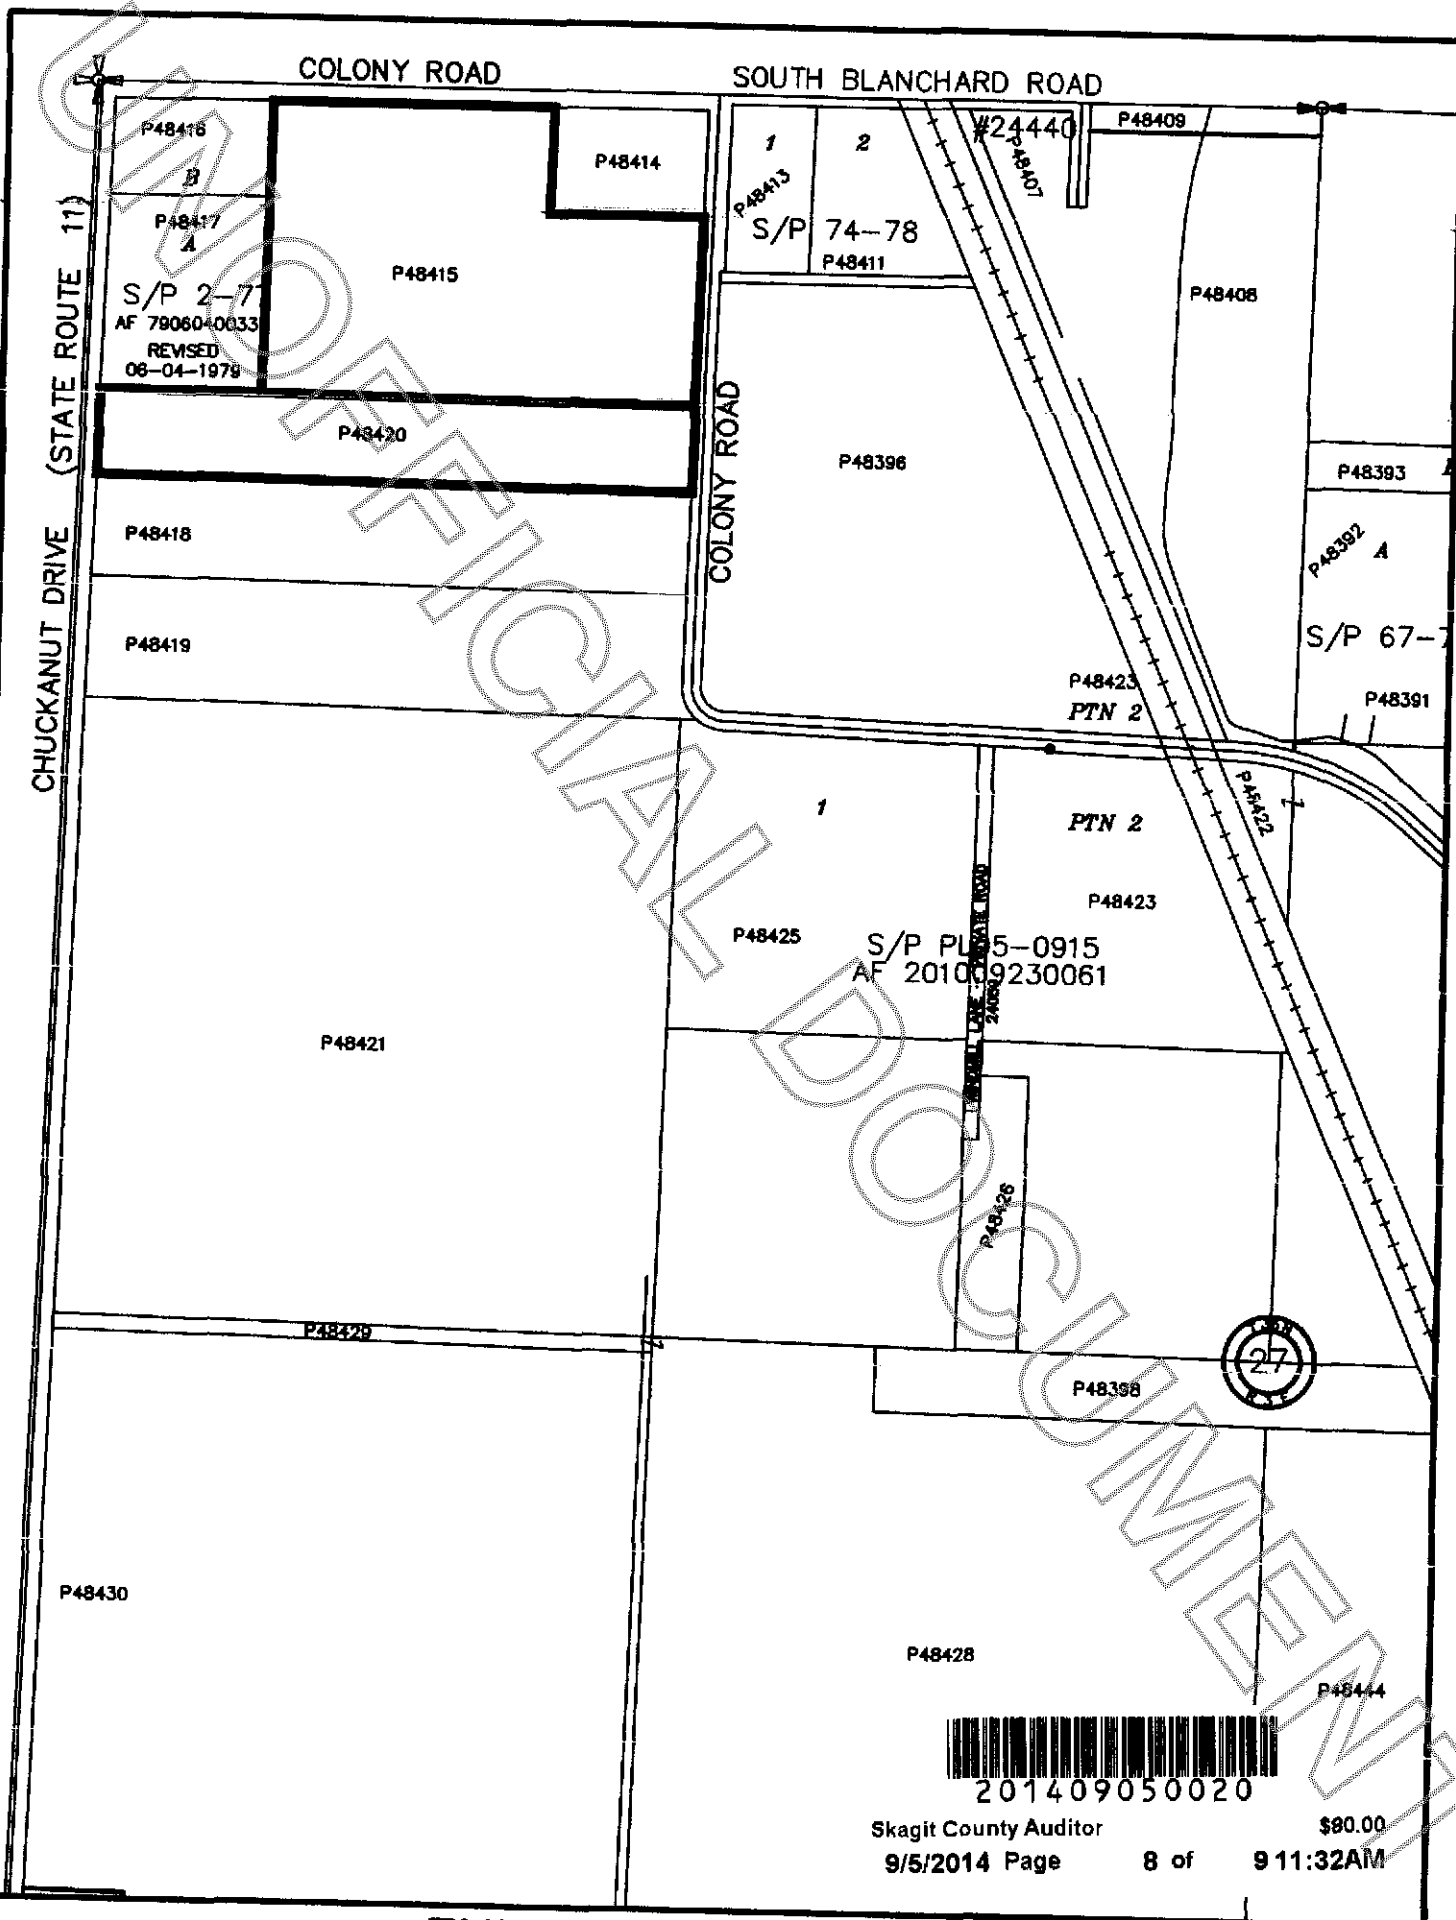 COLONY ROAD
SOUTH BLANCHARD ROAD
P48416
B
P48417
A
S/P 2-7
AF 7906040033
REVISED
06-04-1979
P48415
P48414
1
2
P48413
S/P 74-78
P48411
#24440
P48407
P48409
P48408
CHUCKANUT DRIVE (STATE ROUTE 11)
P48420
COLONY ROAD
P48396
P48393
P48392
A
S/P 67-7
P48391
P48418
P48419
P48423
PTN 2
1
PTN 2
P48422
P48423
P48425
S/P PL05-0915
AF 201009230061
LANE PRIVATE ROAD
P48421
P48426
P48429
27
P48398
P48430
P48428
P48444
201409050020
Skagit County Auditor $80.00
9/5/2014 Page 8 of 9 11:32AM
UNOFFICIAL DOCUMENT